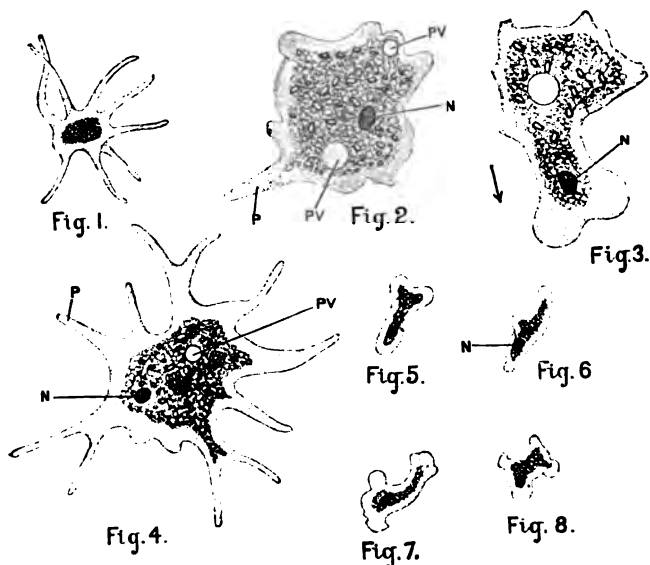 PV
N
P
PV
Fig. 1.
Fig. 2.
N
Fig. 3.
P
PV
N
Fig. 4.
Fig. 5.
N
Fig. 6
Fig. 7.
Fig. 8.